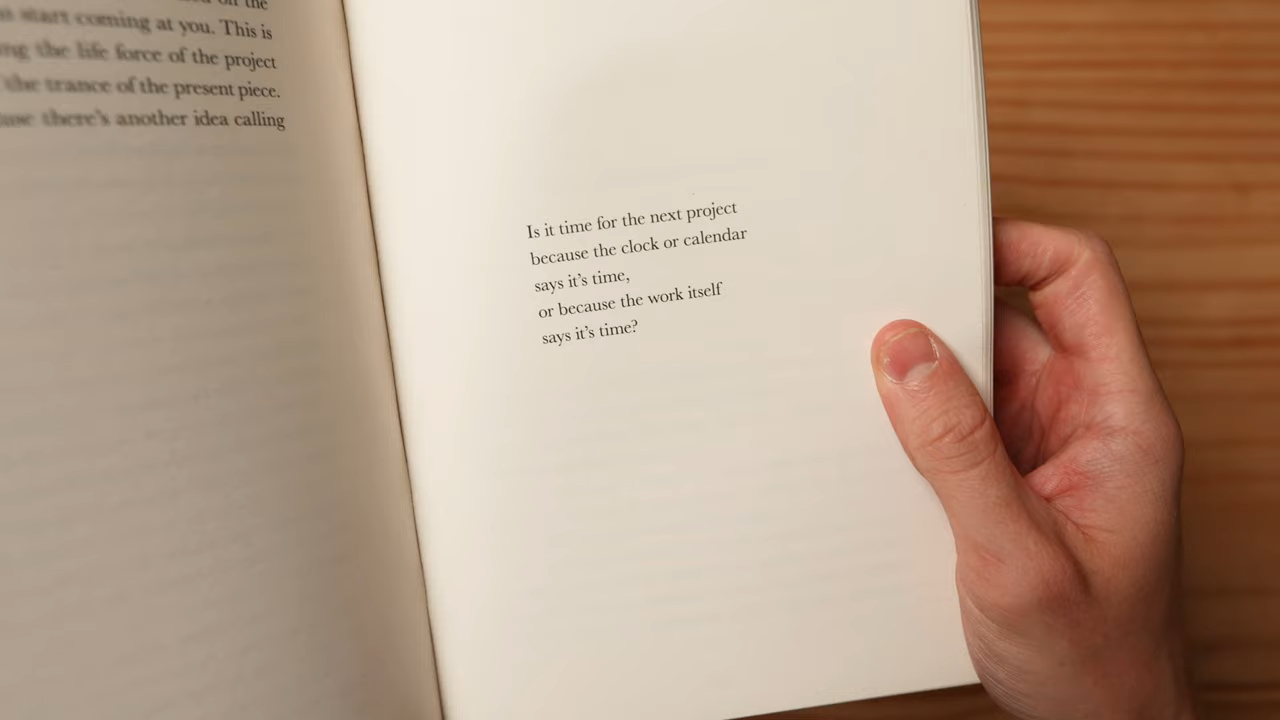 the
start coming at you. This is
the life force of the project
the trance of the present piece.
there's another idea calling
Is it time for the next project
because the clock or calendar
says it's time,
or because the work itself
says it's time?